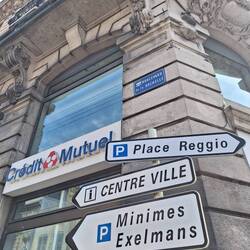 Crédit Mutuel
P Place Reggio
i CENTRE VILLE
P Minimes
Exelmans